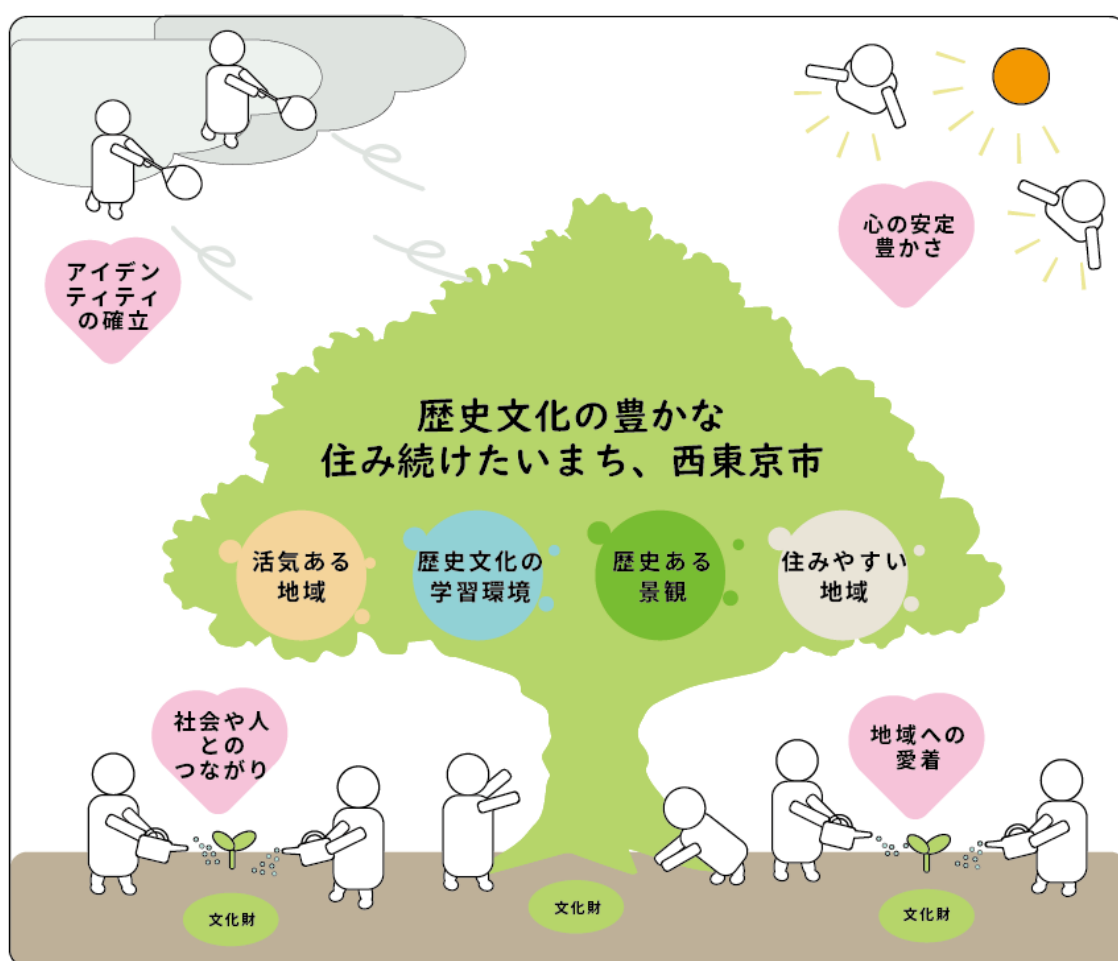 アイデン
ティティ
の確立
心の安定
豊かさ
歴史文化の豊かな
住み続けたいまち、西東京市
活気ある
地域
歴史文化の
学習環境
歴史ある
景観
住みやすい
地域
社会や人
との
つながり
地域への
愛着
文化財
文化財
文化財